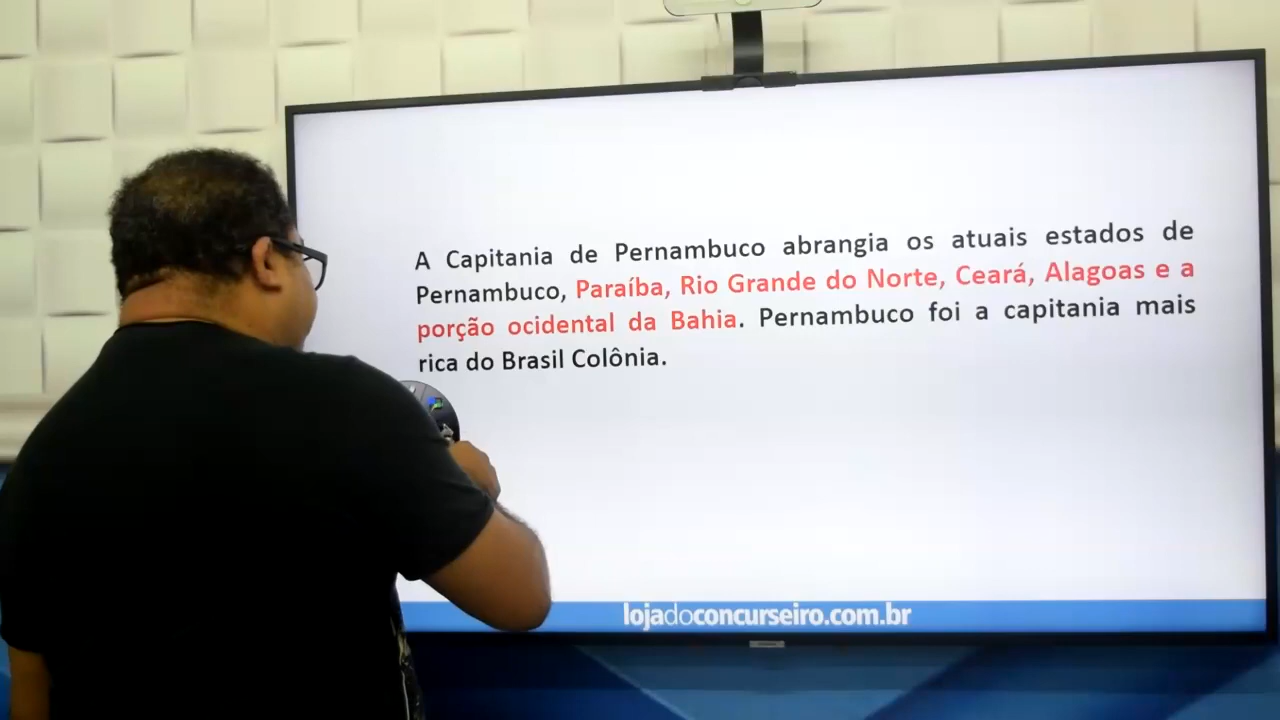 A Capitania de Pernambuco abrangia os atuais estados de
Pernambuco, Paraíba, Rio Grande do Norte, Ceará, Alagoas e a
porção ocidental da Bahia. Pernambuco foi a capitania mais
rica do Brasil Colônia.
lojadoconcurseiro.com.br